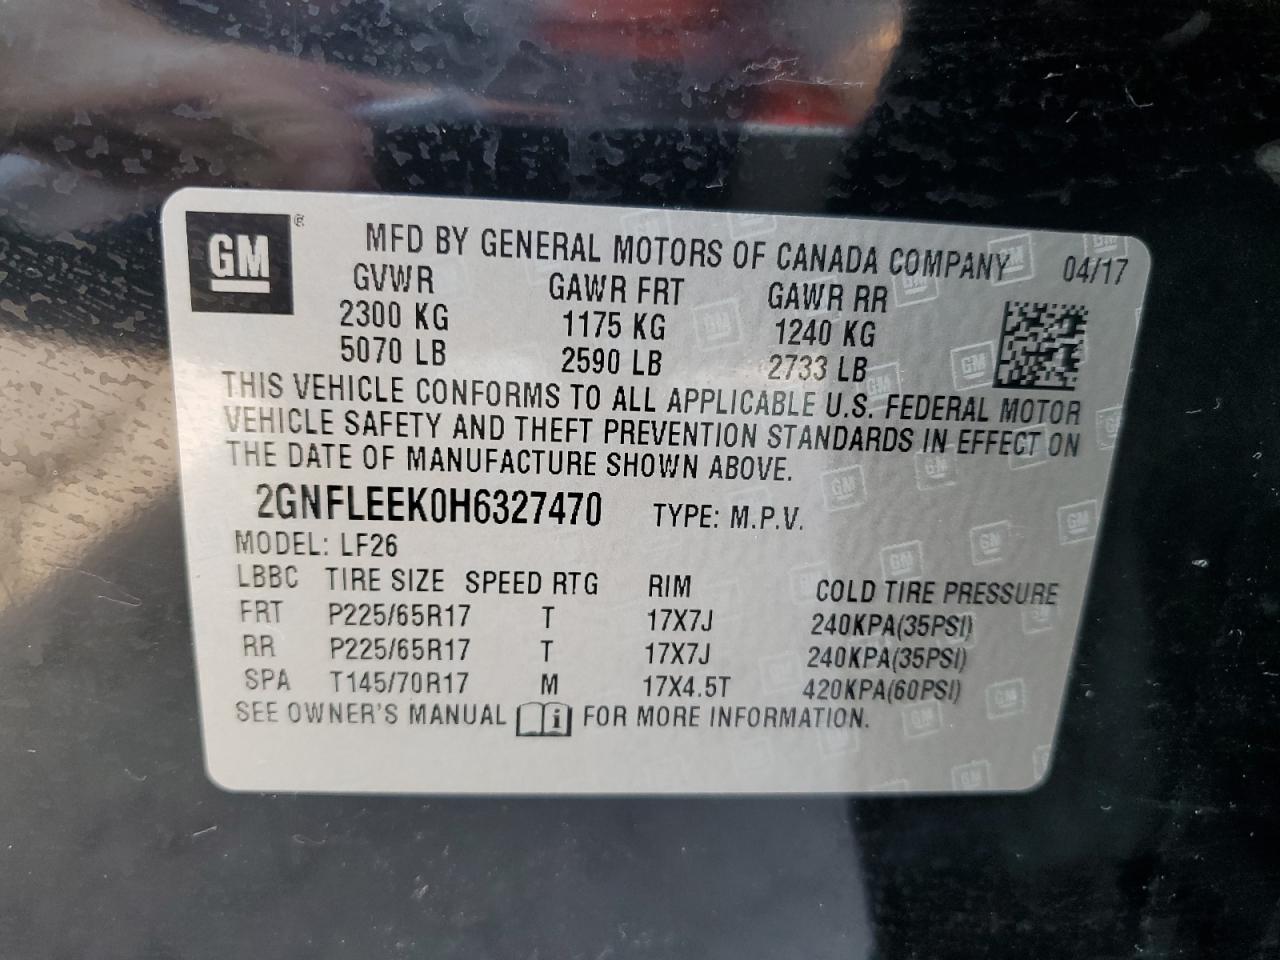 GM ®
MFD BY GENERAL MOTORS OF CANADA COMPANY 04/17
GVWR GAWR FRT GAWR RR
2300 KG 1175 KG 1240 KG
5070 LB 2590 LB 2733 LB
THIS VEHICLE CONFORMS TO ALL APPLICABLE U.S. FEDERAL MOTOR
VEHICLE SAFETY AND THEFT PREVENTION STANDARDS IN EFFECT ON
THE DATE OF MANUFACTURE SHOWN ABOVE.
2GNFLEEK0H6327470 TYPE: M.P.V.
MODEL: LF26
LBBC TIRE SIZE SPEED RTG RIM COLD TIRE PRESSURE
FRT P225/65R17 T 17X7J 240KPA(35PSI)
RR P225/65R17 T 17X7J 240KPA(35PSI)
SPA T145/70R17 M 17X4.5T 420KPA(60PSI)
SEE OWNER'S MANUAL i FOR MORE INFORMATION.